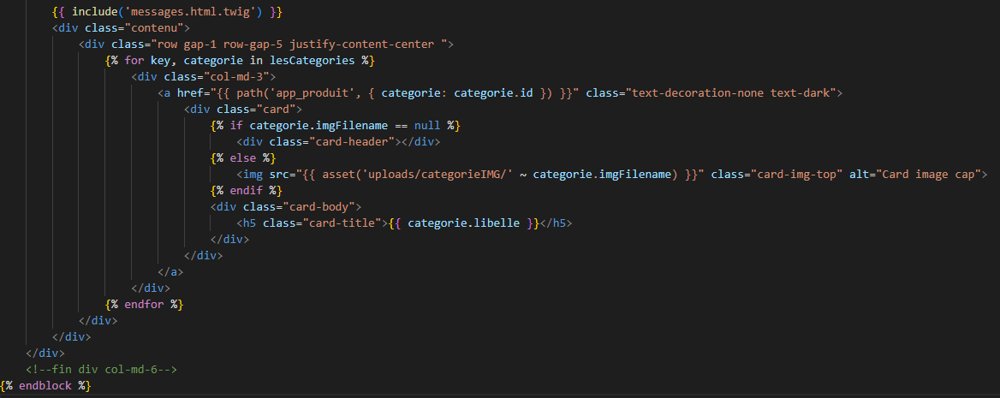 {{ include('messages.html.twig') }}
<div class="contenu">
<div class="row gap-1 row-gap-5 justify-content-center ">
{% for key, categorie in lesCategories %}
<div class="col-md-3">
<a href="{{ path('app_produit', { categorie: categorie.id }) }}" class="text-decoration-none text-dark">
<div class="card">
{% if categorie.imgFilename == null %}
<div class="card-header"></div>
{% else %}
<img src="{{ asset('uploads/categorieIMG/' ~ categorie.imgFilename) }}" class="card-img-top" alt="Card image cap">
{% endif %}
<div class="card-body">
<h5 class="card-title">{{ categorie.libelle }}</h5>
</div>
</div>
</a>
</div>
{% endfor %}
</div>
</div>
</div>
<!--fin div col-md-6-->
{% endblock %}